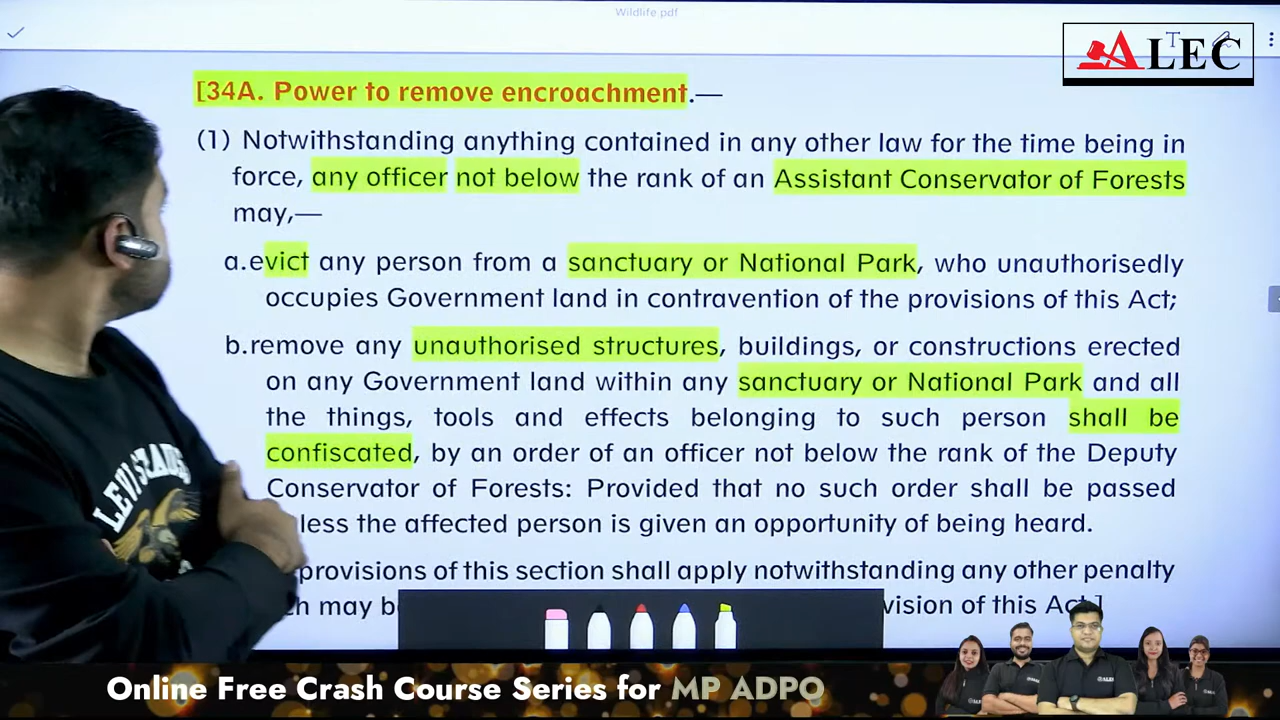 Wildlife.pdf
ALEC
[34A. Power to remove encroachment.—
(1) Notwithstanding anything contained in any other law for the time being in
force, any officer not below the rank of an Assistant Conservator of Forests
may,—
a.evict any person from a sanctuary or National Park, who unauthorisedly
occupies Government land in contravention of the provisions of this Act;
b.remove any unauthorised structures, buildings, or constructions erected
on any Government land within any sanctuary or National Park and all
the things, tools and effects belonging to such person shall be
confiscated, by an order of an officer not below the rank of the Deputy
Conservator of Forests: Provided that no such order shall be passed
less the affected person is given an opportunity of being heard.
provisions of this section shall apply notwithstanding any other penalty
may vision of this Act.]
Online Free Crash Course Series for MP ADPO